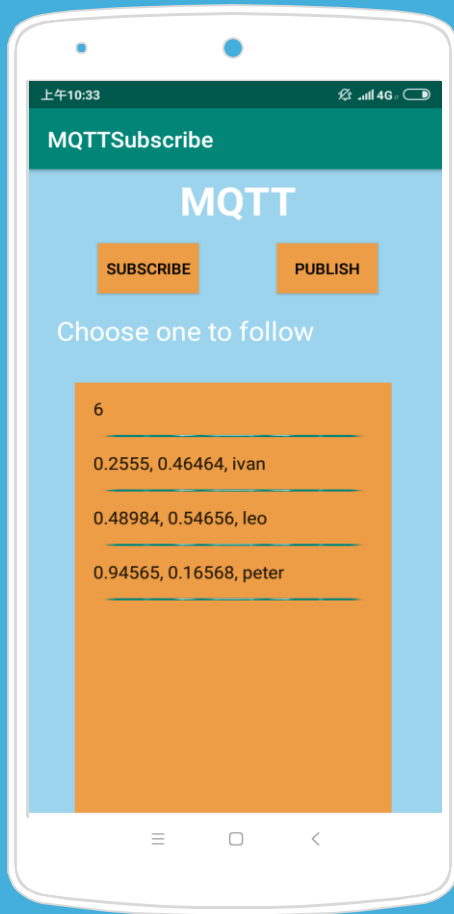 上午10:33 4G
MQTTSubscribe
MQTT
SUBSCRIBE PUBLISH
Choose one to follow
6
0.2555, 0.46464, ivan
0.48984, 0.54656, leo
0.94565, 0.16568, peter